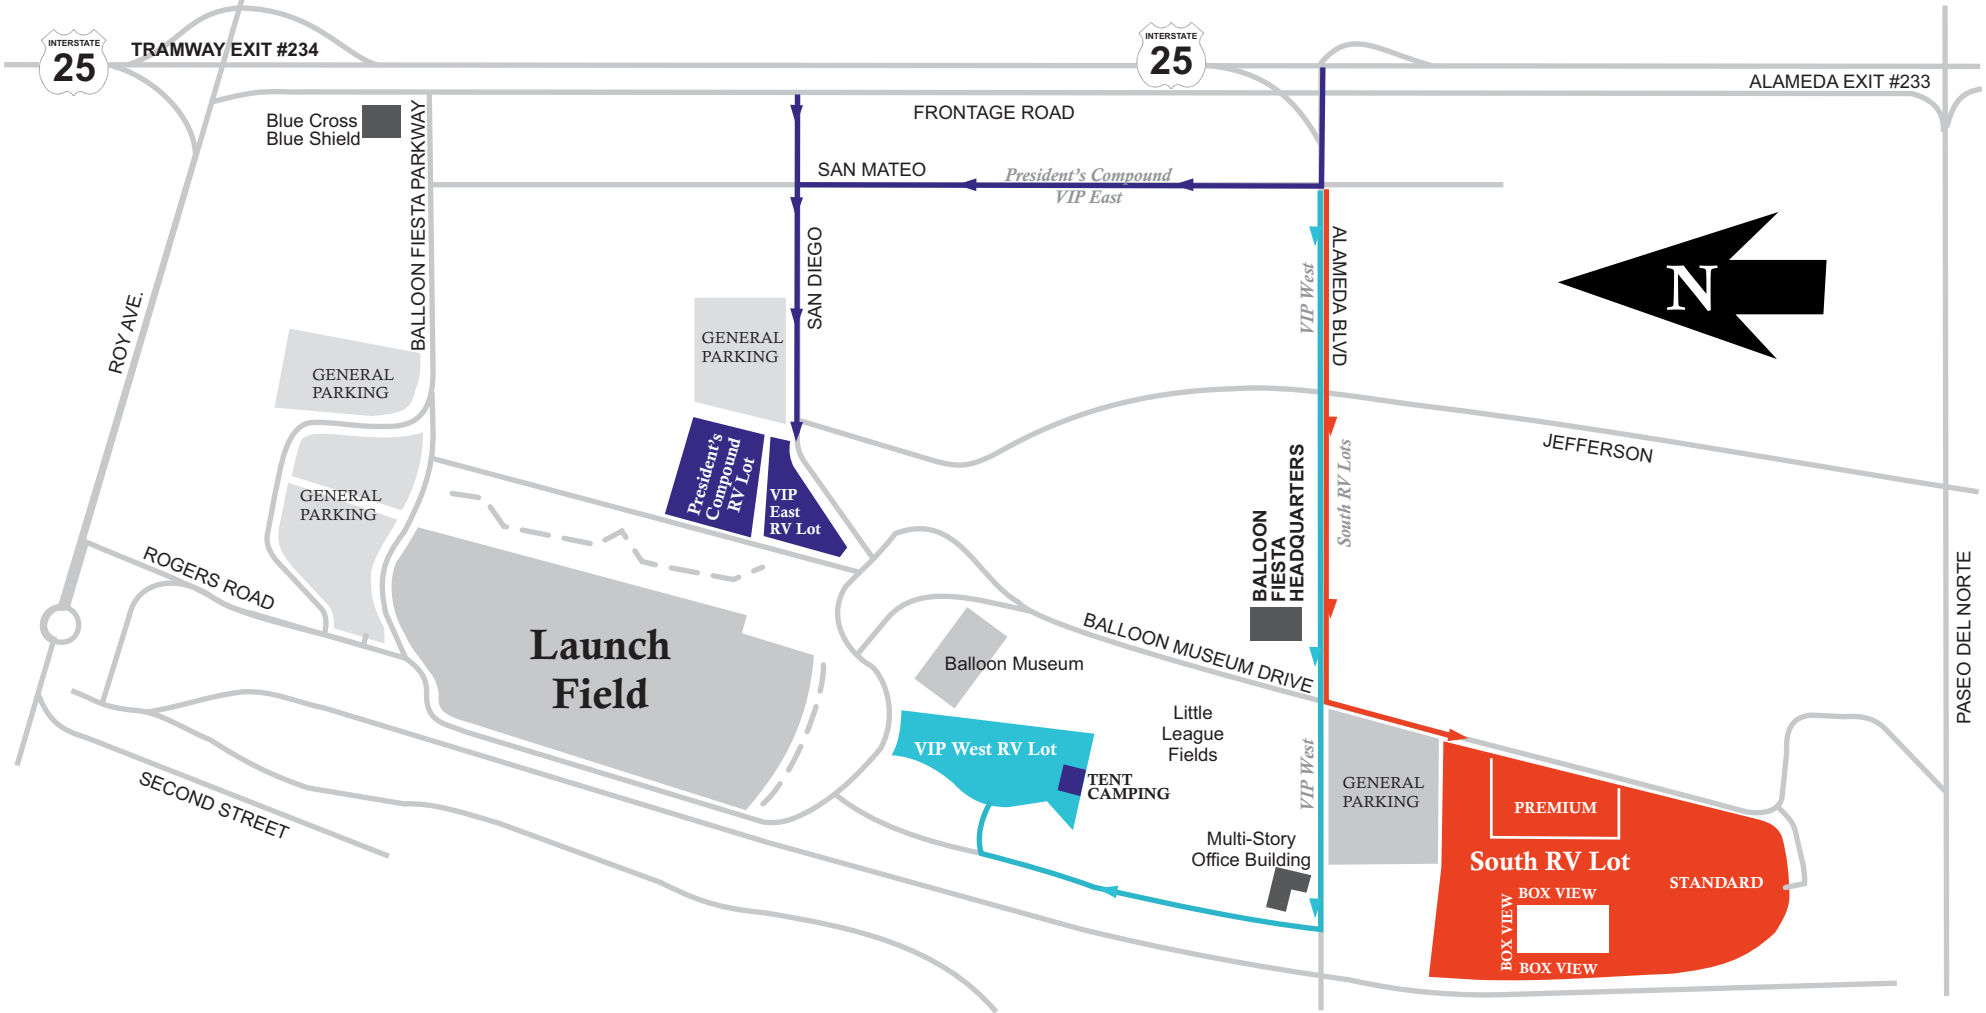 INTERSTATE
25
TRAMWAY EXIT #234
INTERSTATE
25
ALAMEDA EXIT #233
Blue Cross
Blue Shield
BALLOON FIESTA PARKWAY
FRONTAGE ROAD
SAN MATEO
President's Compound
VIP East
ROY AVE.
SAN DIEGO
VIP West
ALAMEDA BLVD
N
GENERAL
PARKING
GENERAL
PARKING
GENERAL
PARKING
President's
Compound
RV Lot
VIP
East
RV Lot
JEFFERSON
BALLOON
FIESTA
HEADQUARTERS
South RV Lots
ROGERS ROAD
Launch
Field
Balloon Museum
BALLOON MUSEUM DRIVE
PASEO DEL NORTE
Little
League
Fields
VIP West RV Lot
TENT
CAMPING
VIP West
GENERAL
PARKING
SECOND STREET
Multi-Story
Office Building
PREMIUM
South RV Lot
STANDARD
BOX VIEW
BOX VIEW
BOX VIEW